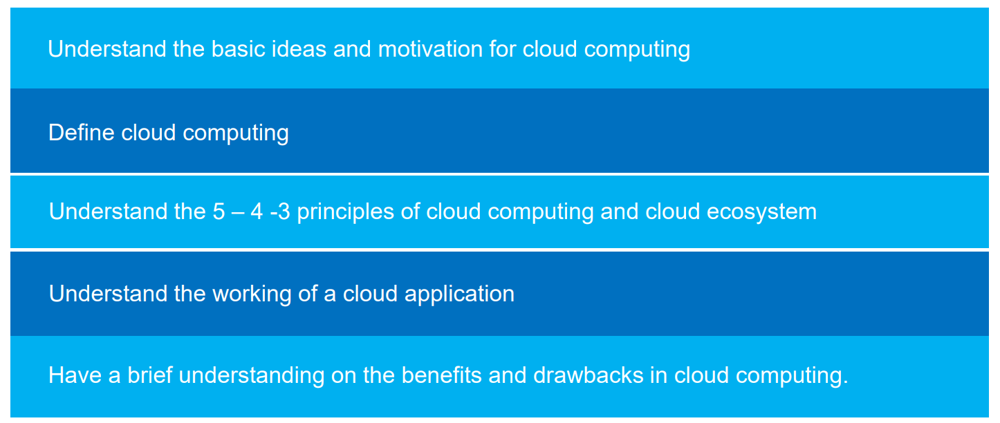 Understand the basic ideas and motivation for cloud computing
Define cloud computing
Understand the 5 – 4 -3 principles of cloud computing and cloud ecosystem
Understand the working of a cloud application
Have a brief understanding on the benefits and drawbacks in cloud computing.